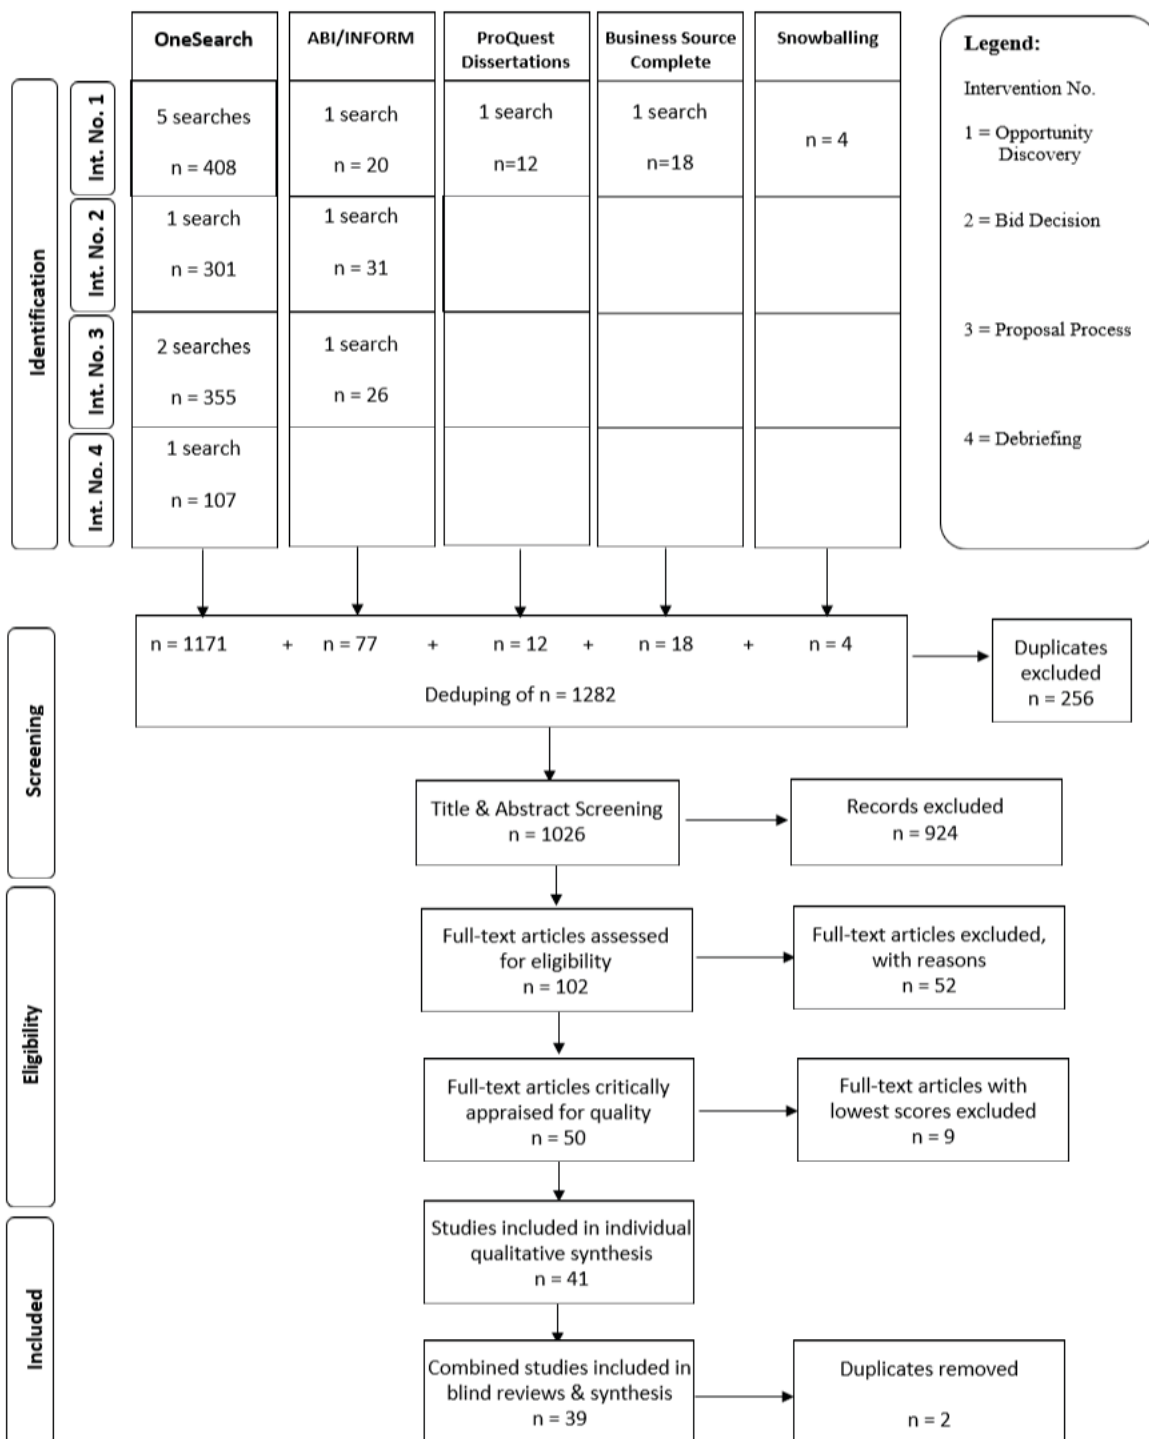 OneSearch
ABI/INFORM
ProQuest
Dissertations
Business Source
Complete
Snowballing
Legend:
Intervention No.
1 = Opportunity
Discovery
2 = Bid Decision
3 = Proposal Process
4 = Debriefing
Identification
Int. No. 1
5 searches
n = 408
1 search
n = 20
1 search
n=12
1 search
n=18
n = 4
Int. No. 2
1 search
n = 301
1 search
n = 31
Int. No. 3
2 searches
n = 355
1 search
n = 26
Int. No. 4
1 search
n = 107
Screening
n = 1171 + n = 77 + n = 12 + n = 18 + n = 4
Deduping of n = 1282
Duplicates
excluded
n = 256
Title & Abstract Screening
n = 1026
Records excluded
n = 924
Eligibility
Full-text articles assessed
for eligibility
n = 102
Full-text articles excluded,
with reasons
n = 52
Full-text articles critically
appraised for quality
n = 50
Full-text articles with
lowest scores excluded
n = 9
Included
Studies included in individual
qualitative synthesis
n = 41
Combined studies included in
blind reviews & synthesis
n = 39
Duplicates removed
n = 2